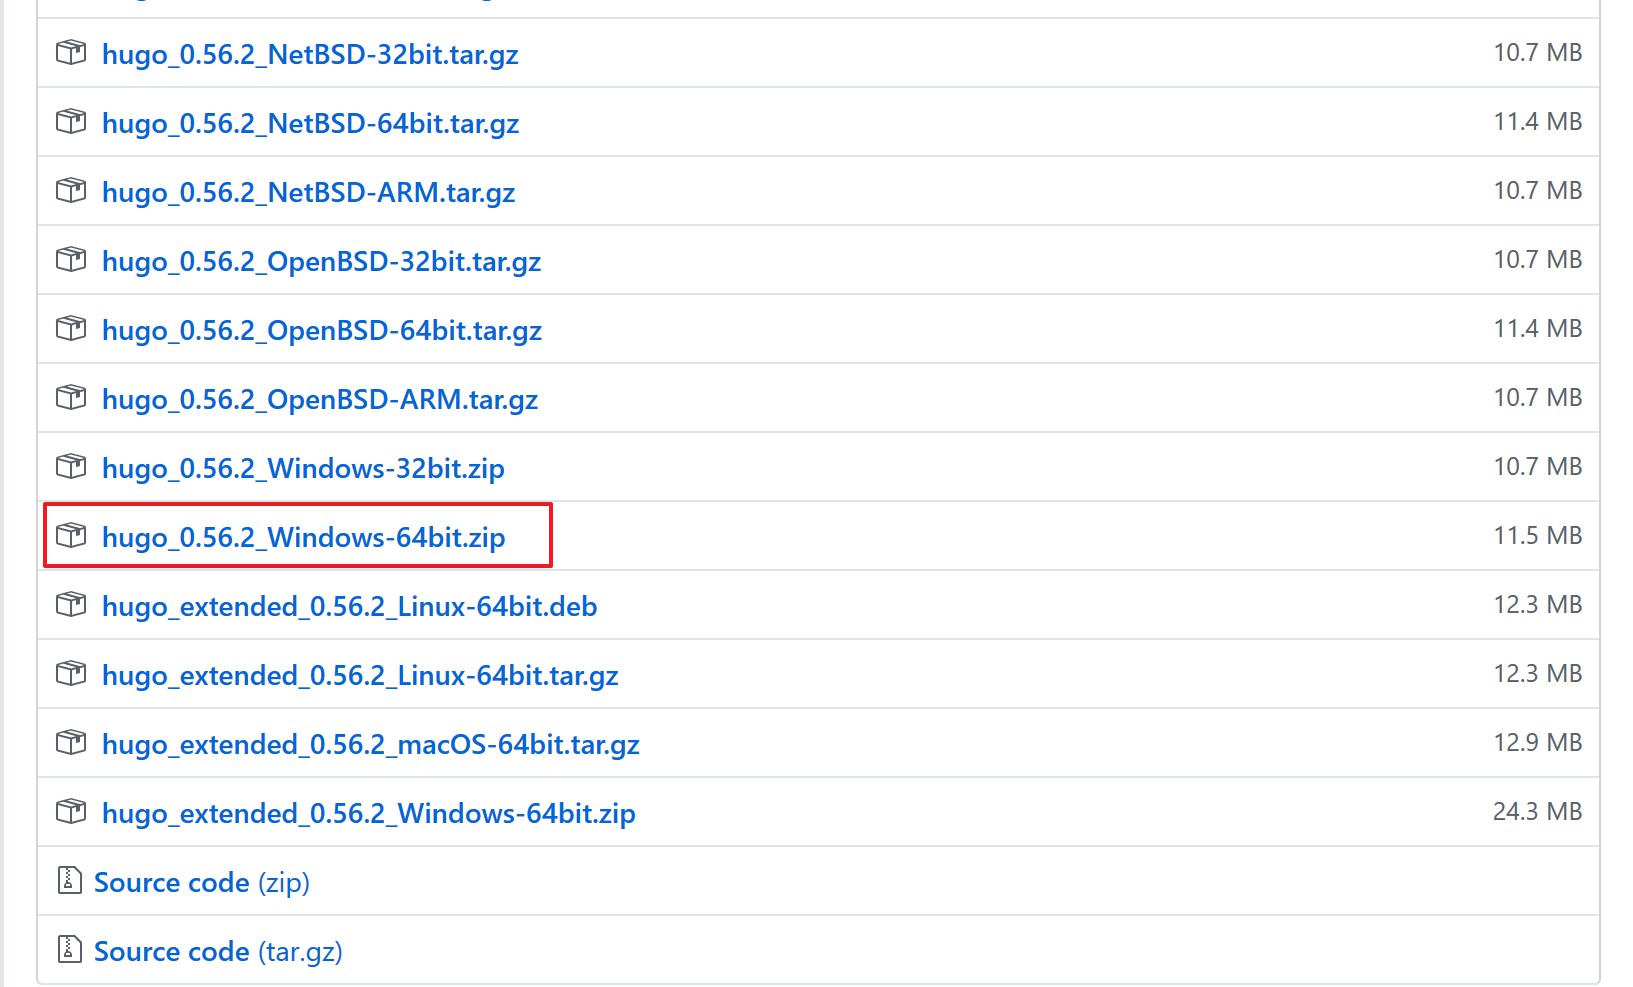 hugo_0.56.2_NetBSD-32bit.tar.gz 10.7 MB
hugo_0.56.2_NetBSD-64bit.tar.gz 11.4 MB
hugo_0.56.2_NetBSD-ARM.tar.gz 10.7 MB
hugo_0.56.2_OpenBSD-32bit.tar.gz 10.7 MB
hugo_0.56.2_OpenBSD-64bit.tar.gz 11.4 MB
hugo_0.56.2_OpenBSD-ARM.tar.gz 10.7 MB
hugo_0.56.2_Windows-32bit.zip 10.7 MB
hugo_0.56.2_Windows-64bit.zip 11.5 MB
hugo_extended_0.56.2_Linux-64bit.deb 12.3 MB
hugo_extended_0.56.2_Linux-64bit.tar.gz 12.3 MB
hugo_extended_0.56.2_macOS-64bit.tar.gz 12.9 MB
hugo_extended_0.56.2_Windows-64bit.zip 24.3 MB
Source code (zip)
Source code (tar.gz)